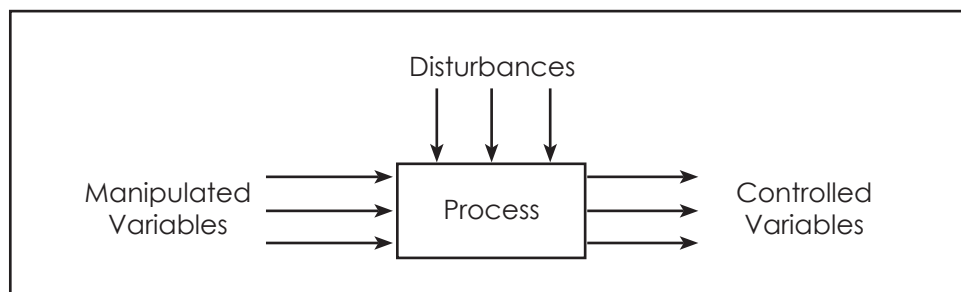 Disturbances
Manipulated
Variables
Process
Controlled
Variables